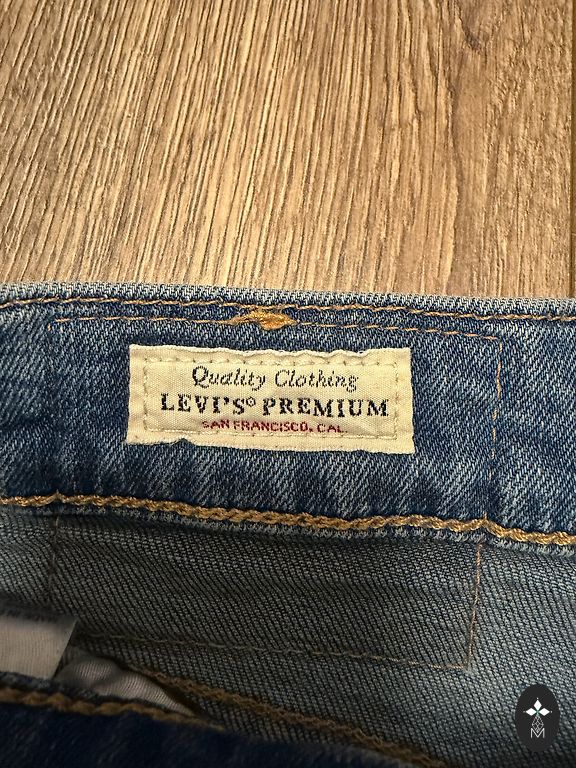 Quality Clothing
LEVI'S® PREMIUM
SAN FRANCISCO, CAL.
M